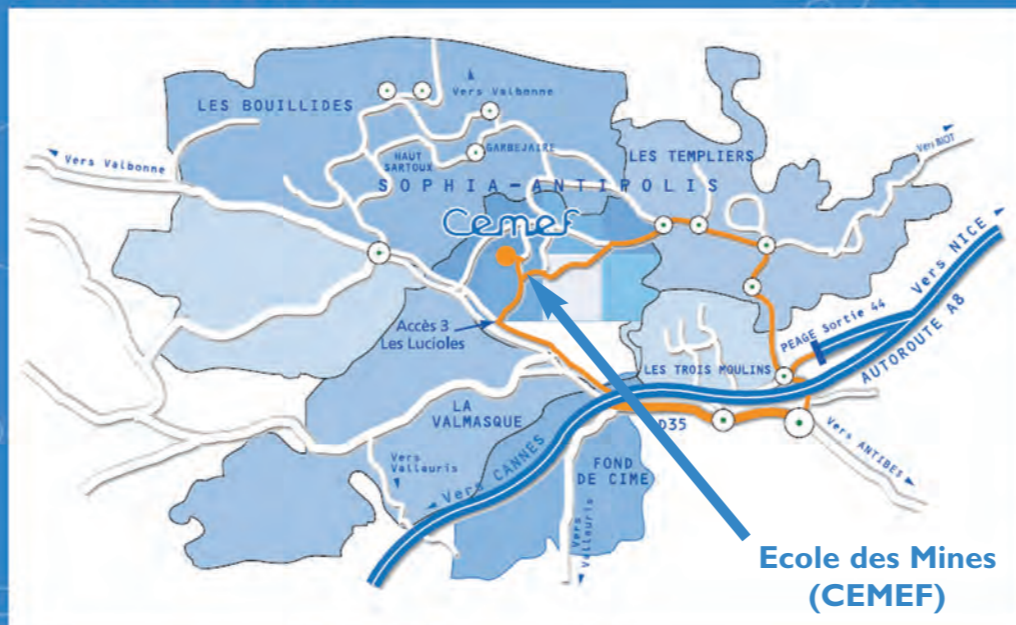 Vers Valbonne
LES BOUILLIDES
GARBEJAIRE
HAUT
SARTOUX
LES TEMPLIERS
Vers BIOT
Vers Valbonne
SOPHIA-ANTIPOLIS
Cemef
Vers NICE
PEAGE Sortie 44
AUTOROUTE A8
Accès 3
Les Lucioles
LES TROIS MOULINS
LA
VALMASQUE
D35
Vers ANTIBES
Vers
Vallauris
Vers CANNES
FOND
DE CIME
Vers
Vallauris
Ecole des Mines
(CEMEF)